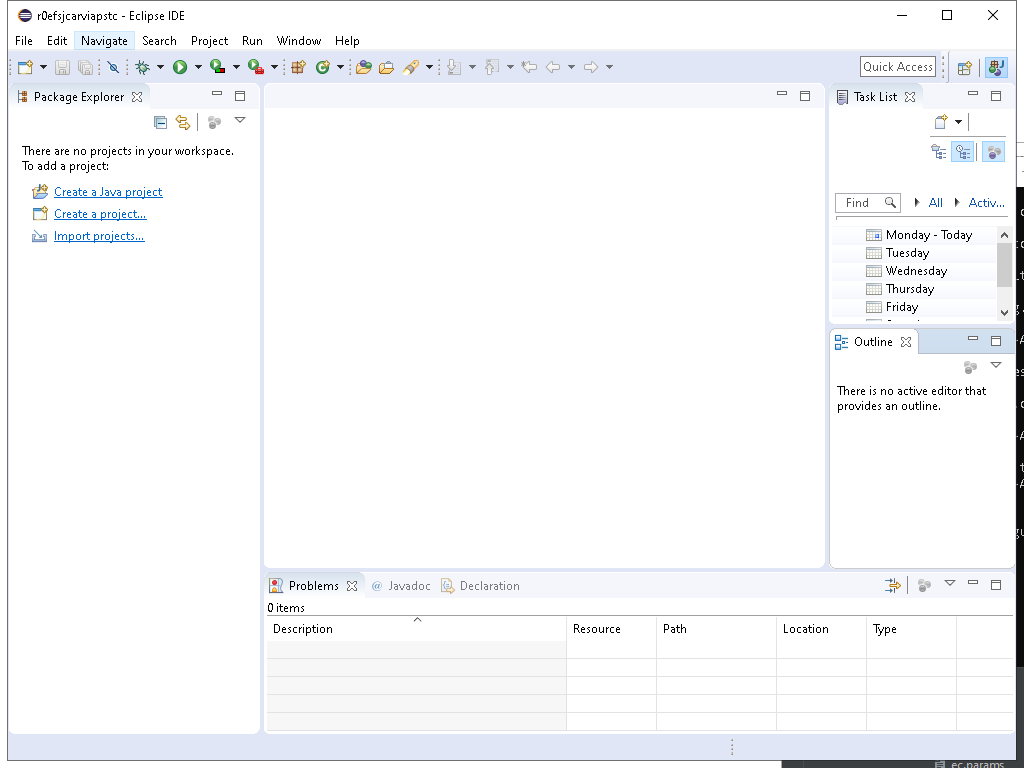 r0efsjcarviapstc - Eclipse IDE
File Edit Navigate Search Project Run Window Help
Quick Access
Package Explorer
There are no projects in your workspace.
To add a project:
Create a Java project
Create a project...
Import projects...
Task List
Find All Activ...
Monday - Today
Tuesday
Wednesday
Thursday
Friday
Outline
There is no active editor that
provides an outline.
Problems @ Javadoc Declaration
0 items
Description Resource Path Location Type
ec.params